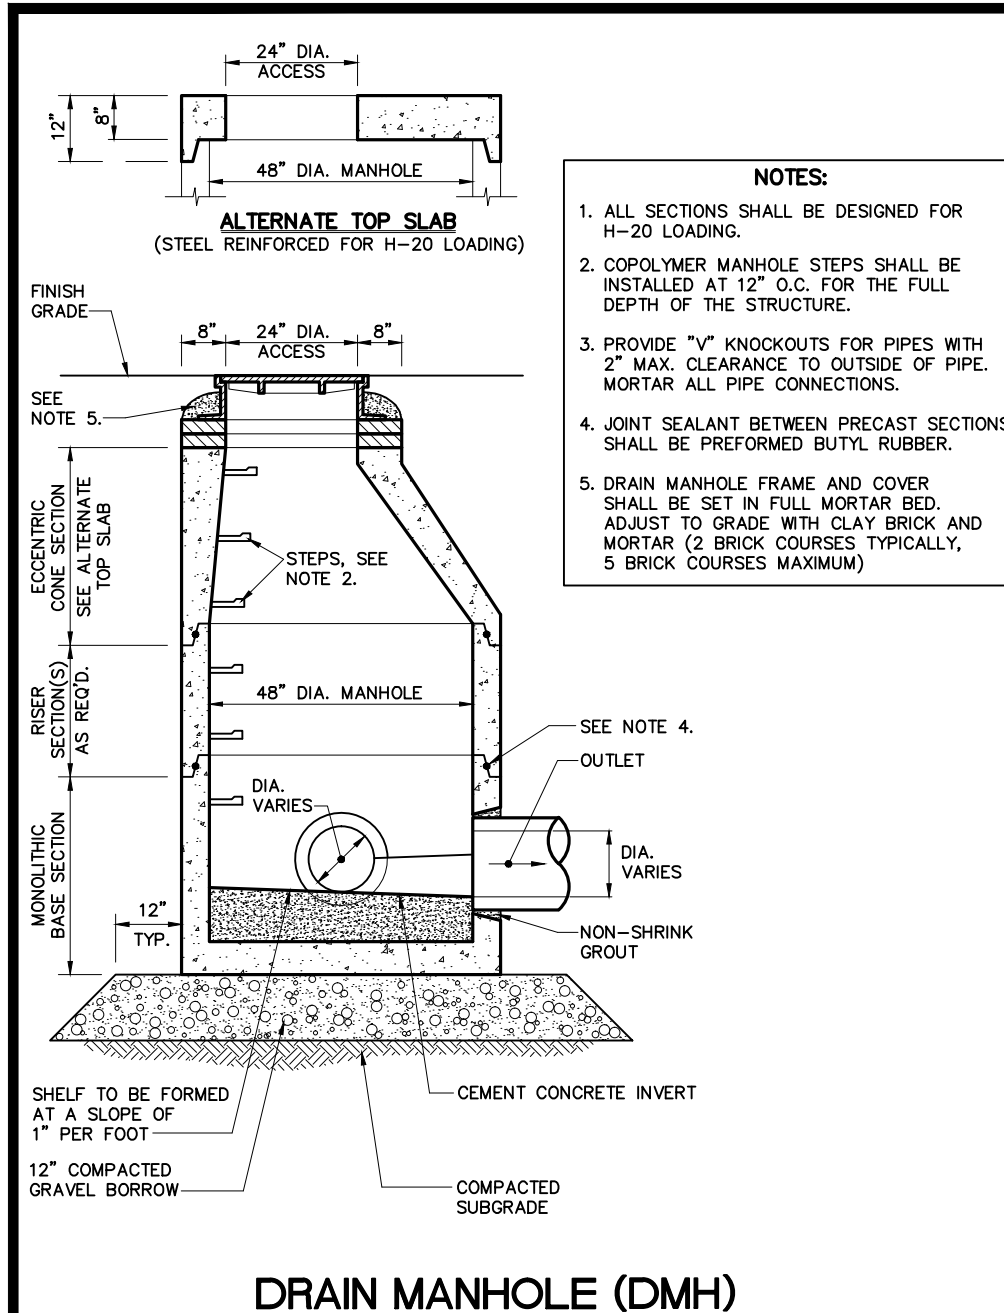 24" DIA.
ACCESS
12"
8"
48" DIA. MANHOLE
ALTERNATE TOP SLAB
(STEEL REINFORCED FOR H-20 LOADING)
NOTES:
1. ALL SECTIONS SHALL BE DESIGNED FOR
H-20 LOADING.
2. COPOLYMER MANHOLE STEPS SHALL BE
INSTALLED AT 12" O.C. FOR THE FULL
DEPTH OF THE STRUCTURE.
3. PROVIDE "V" KNOCKOUTS FOR PIPES WITH
2" MAX. CLEARANCE TO OUTSIDE OF PIPE.
MORTAR ALL PIPE CONNECTIONS.
4. JOINT SEALANT BETWEEN PRECAST SECTIONS
SHALL BE PREFORMED BUTYL RUBBER.
5. DRAIN MANHOLE FRAME AND COVER
SHALL BE SET IN FULL MORTAR BED.
ADJUST TO GRADE WITH CLAY BRICK AND
MORTAR (2 BRICK COURSES TYPICALLY,
5 BRICK COURSES MAXIMUM)
FINISH
GRADE
8"
24" DIA.
ACCESS
8"
SEE
NOTE 5.
ECCENTRIC
CONE SECTION
SEE ALTERNATE
TOP SLAB
STEPS, SEE
NOTE 2.
RISER
SECTION(S)
AS REQ'D.
48" DIA. MANHOLE
SEE NOTE 4.
OUTLET
DIA.
VARIES
MONOLITHIC
BASE SECTION
DIA.
VARIES
12"
TYP.
NON-SHRINK
GROUT
SHELF TO BE FORMED
AT A SLOPE OF
1" PER FOOT
CEMENT CONCRETE INVERT
12" COMPACTED
GRAVEL BORROW
COMPACTED
SUBGRADE
DRAIN MANHOLE (DMH)